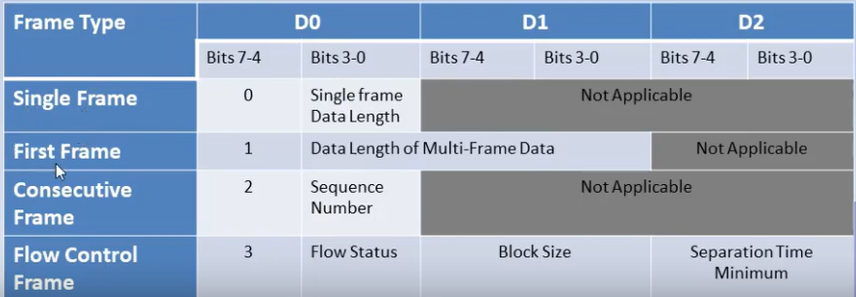 Frame Type D0 D1 D2
Bits 7-4 Bits 3-0 Bits 7-4 Bits 3-0 Bits 7-4 Bits 3-0
Single Frame 0 Single frame Not Applicable
Data Length
First Frame 1 Data Length of Multi-Frame Data Not Applicable
Consecutive 2 Sequence Not Applicable
Frame Number
Flow Control 3 Flow Status Block Size Separation Time
Frame Minimum